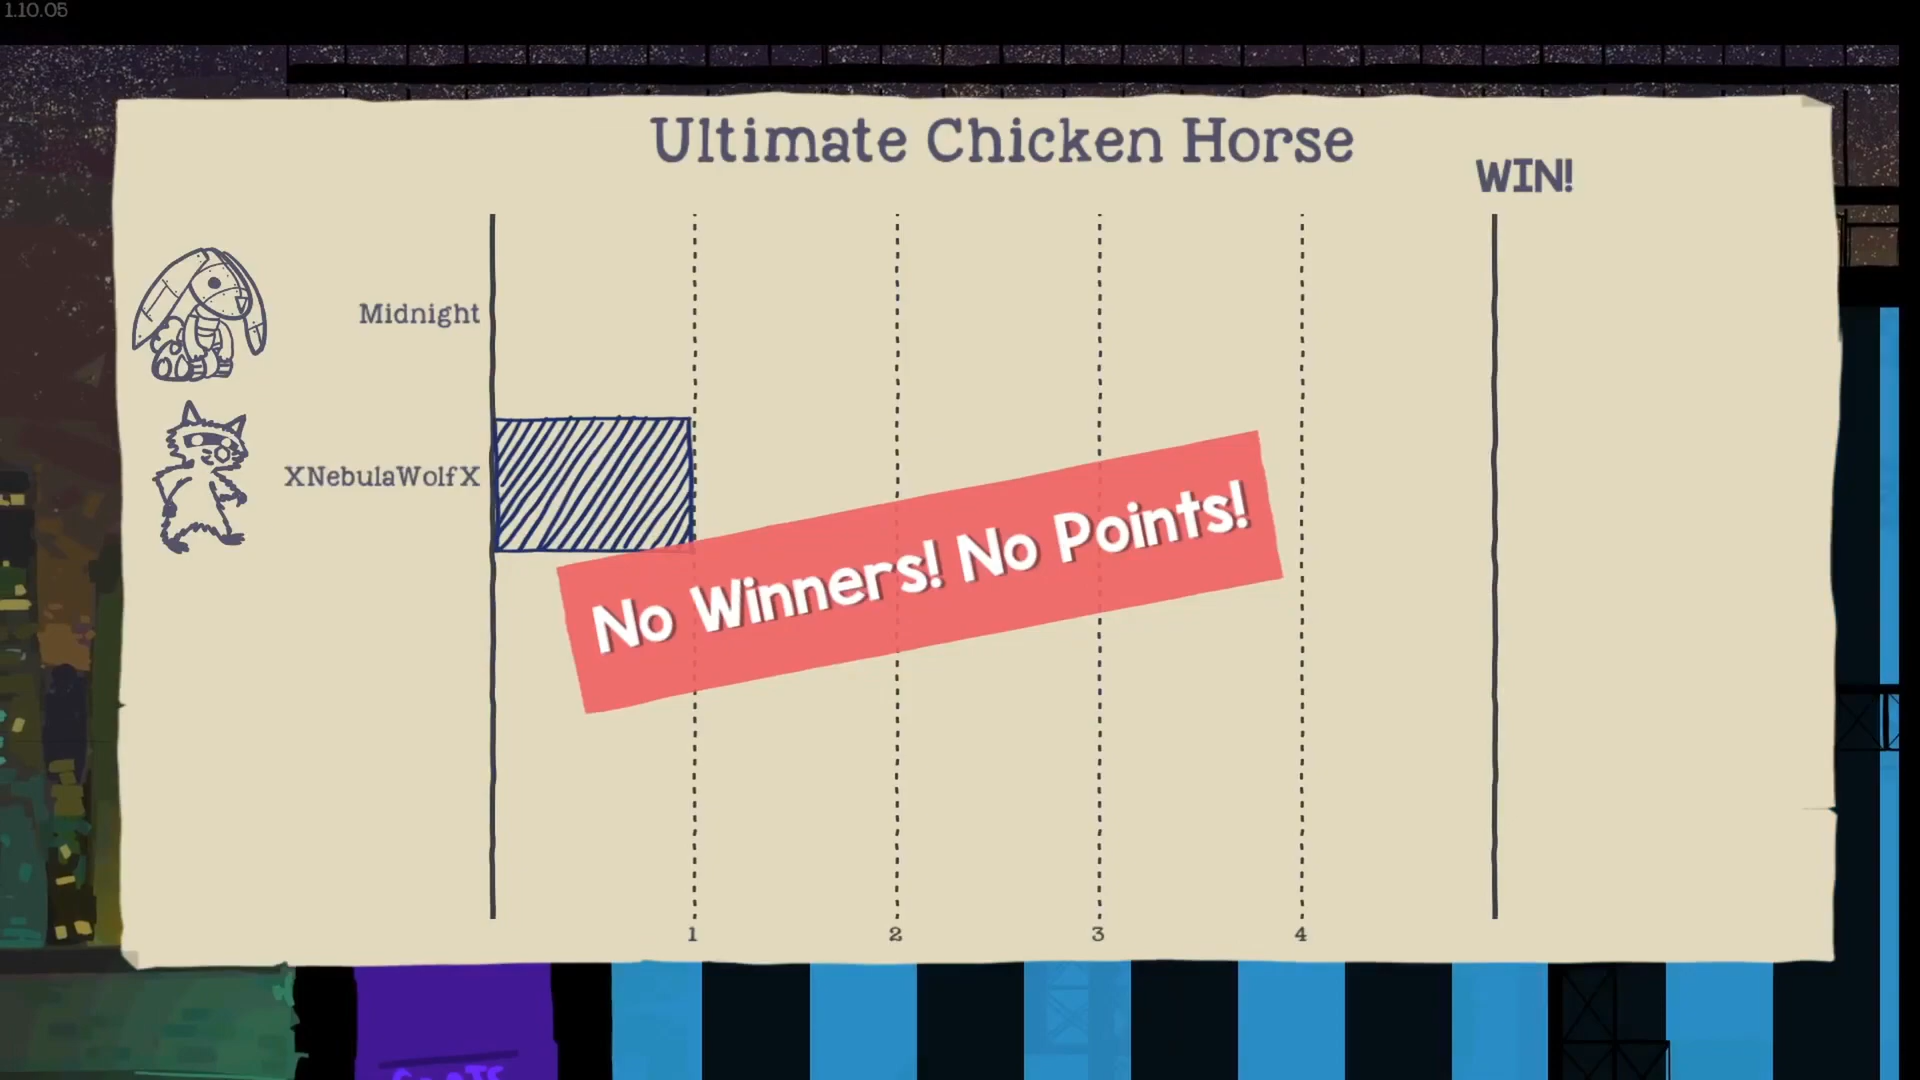 1.10.05
Ultimate Chicken Horse
WIN!
Midnight
XNebulaWolfX
No Winners! No Points!
1 2 3 4